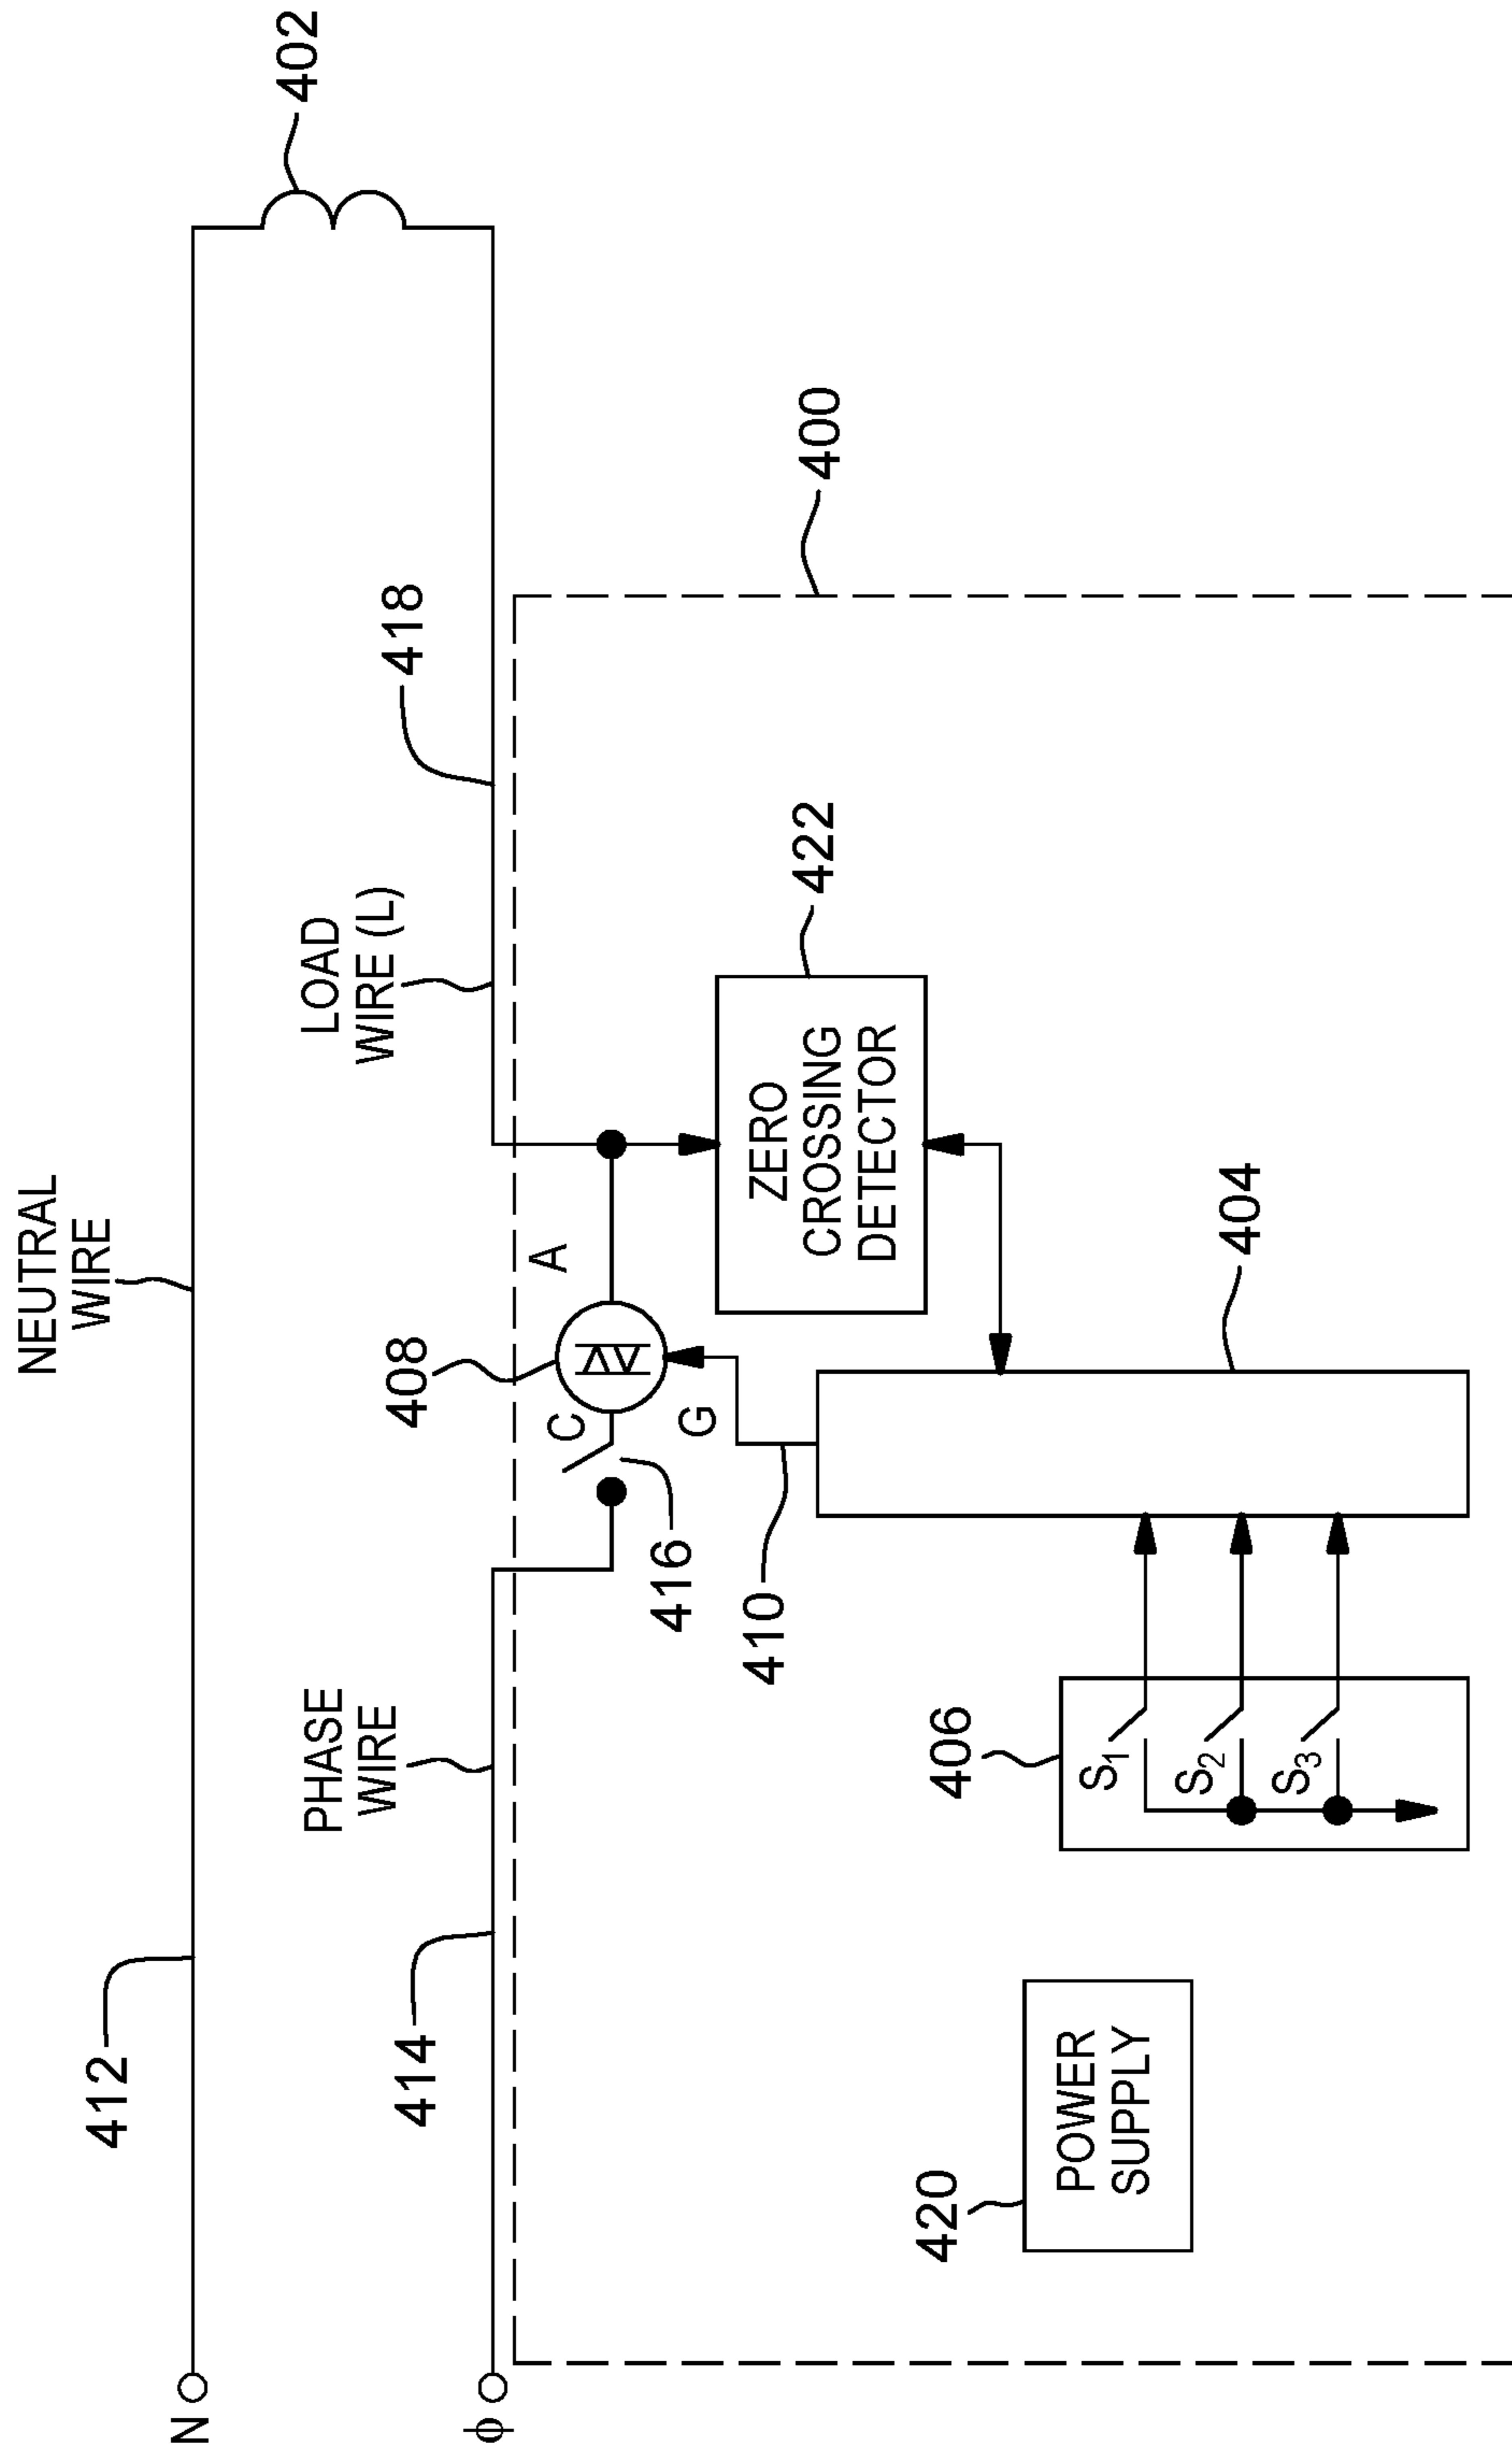 N
412
NEUTRAL
WIRE
402
ϕ
414
PHASE
WIRE
408
LOAD
WIRE (L)
418
C
A
416
G
410
400
422
ZERO
CROSSING
DETECTOR
404
406
S1
S2
S3
420
POWER
SUPPLY